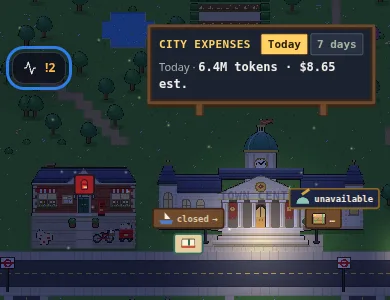 CITY EXPENSES Today 7 days
Today · 6.4M tokens · $8.65
est.
!2
unavailable
closed →